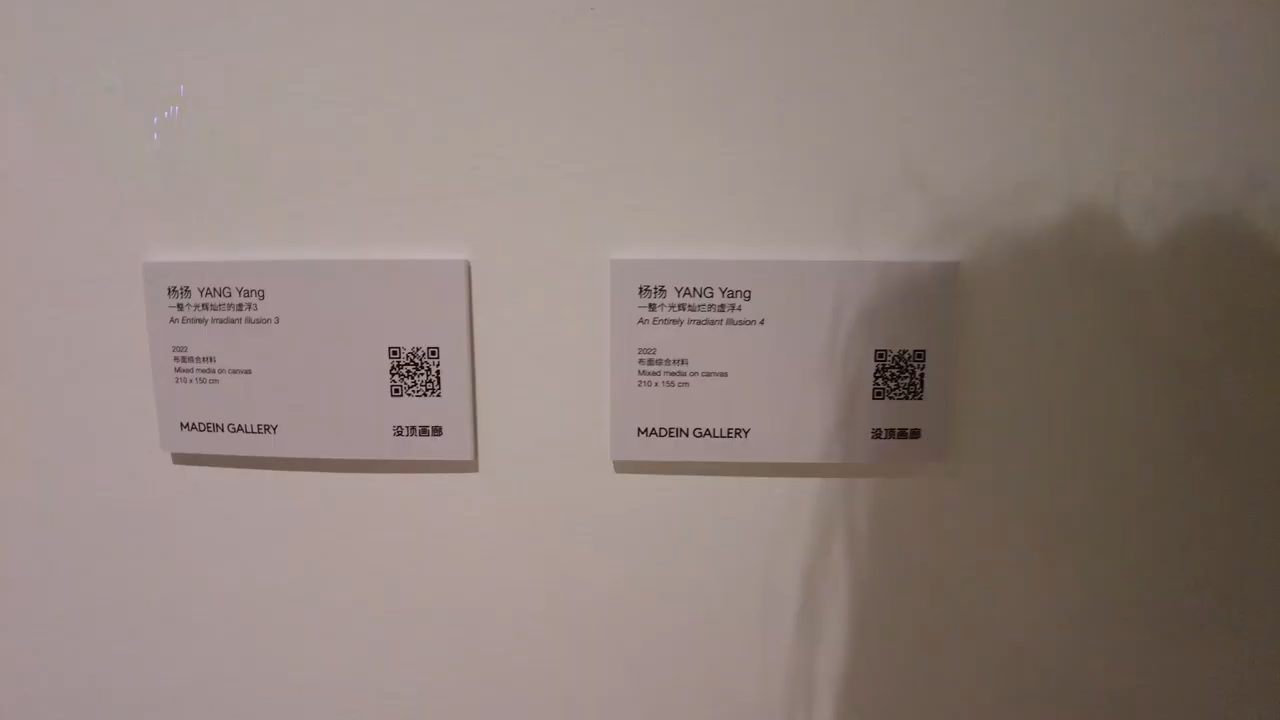 杨扬 YANG Yang
一整个光辉灿烂的虚浮3
An Entirely Irradiant Illusion 3
2022
布面综合材料
Mixed media on canvas
210 x 150 cm
MADEIN GALLERY
没顶画廊
杨扬 YANG Yang
一整个光辉灿烂的虚浮4
An Entirely Irradiant Illusion 4
2022
布面综合材料
Mixed media on canvas
210 x 155 cm
MADEIN GALLERY
没顶画廊